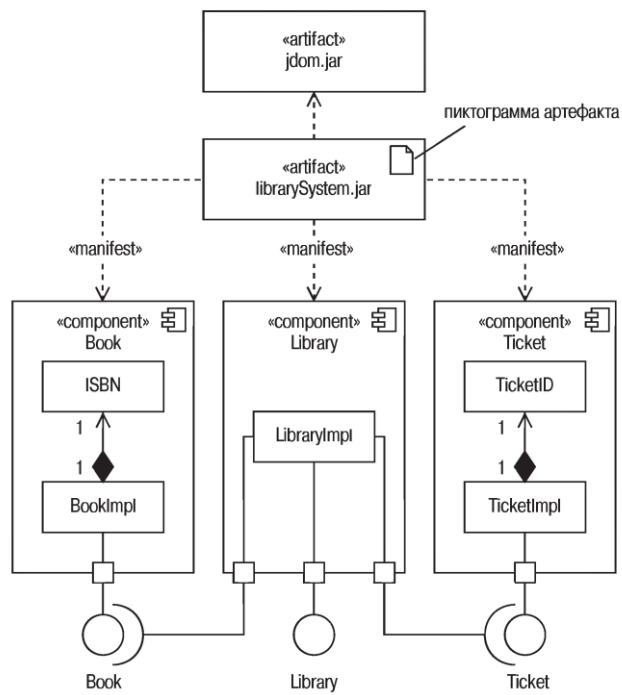 «artifact»
jdom.jar
пиктограмма артефакта
«artifact»
librarySystem.jar
«manifest»
«manifest»
«manifest»
«component»
Book
«component»
Library
«component»
Ticket
ISBN
TicketID
1
1
LibraryImpl
1
1
BookImpl
TicketImpl
Book
Library
Ticket